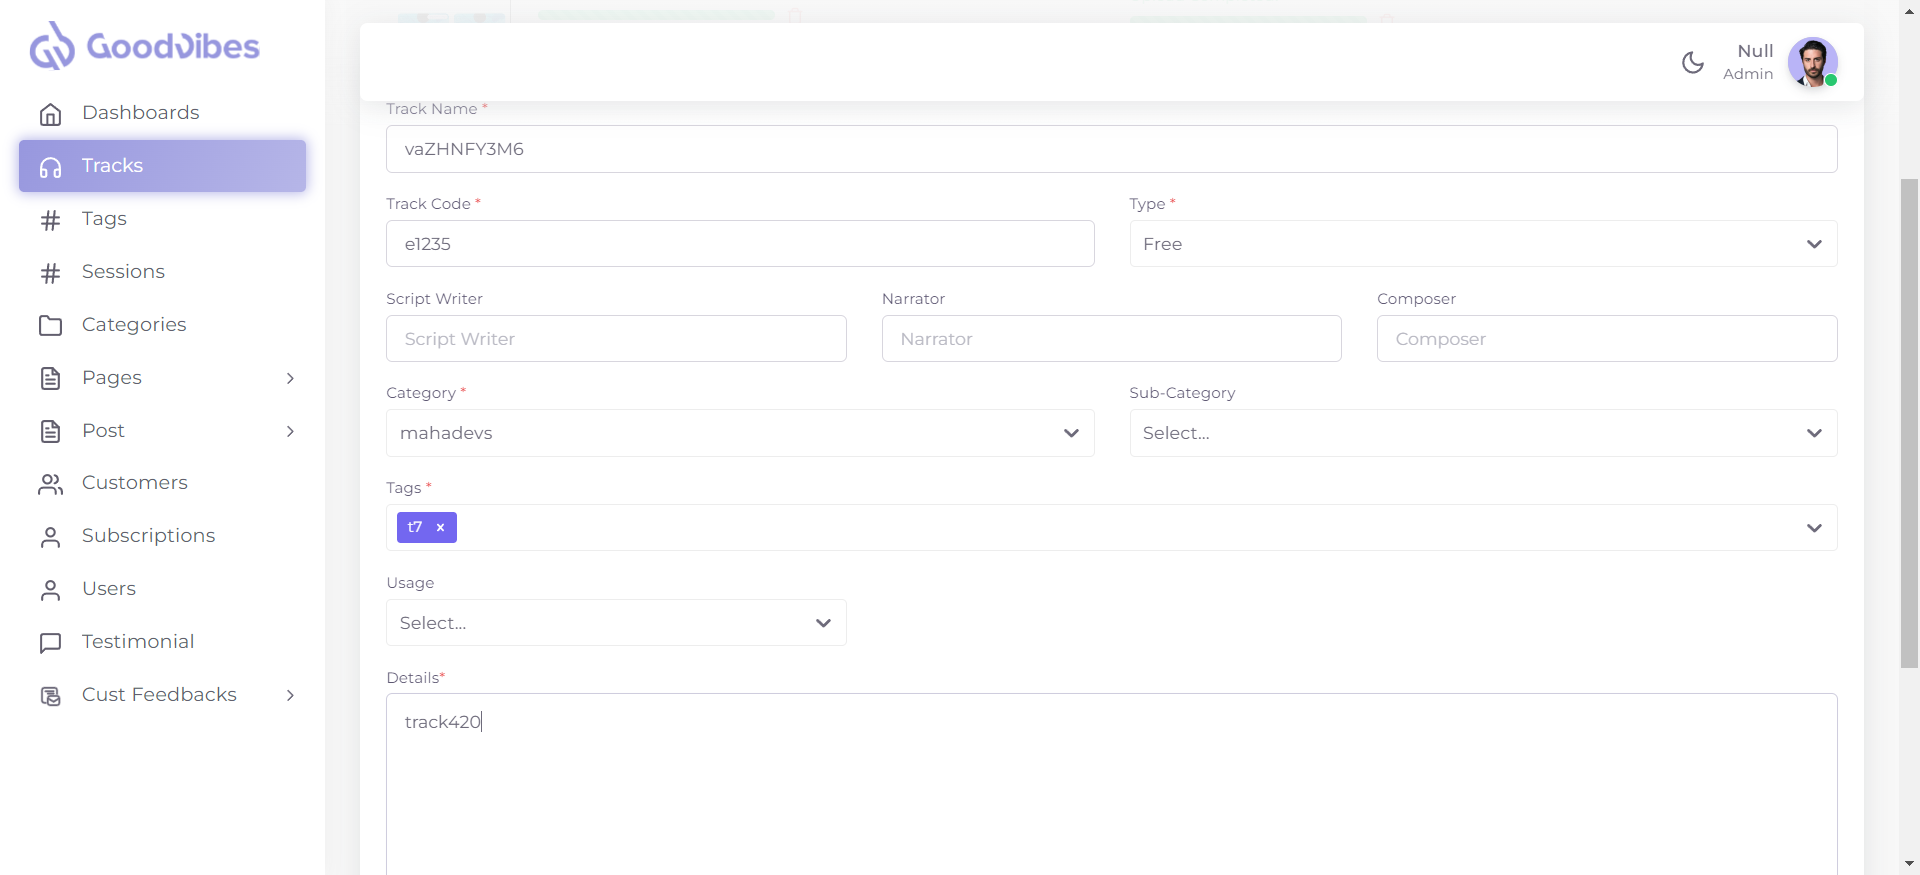 GoodVibes
Null
Admin
Dashboards
Tracks
Tags
Sessions
Categories
Pages
Post
Customers
Subscriptions
Users
Testimonial
Cust Feedbacks
Track Name *
vaZHNFY3M6
Track Code *
Type *
e1235
Free
Script Writer
Narrator
Composer
Script Writer
Narrator
Composer
Category *
Sub-Category
mahadevs
Select...
Tags *
t7 ×
Usage
Select...
Details*
track420